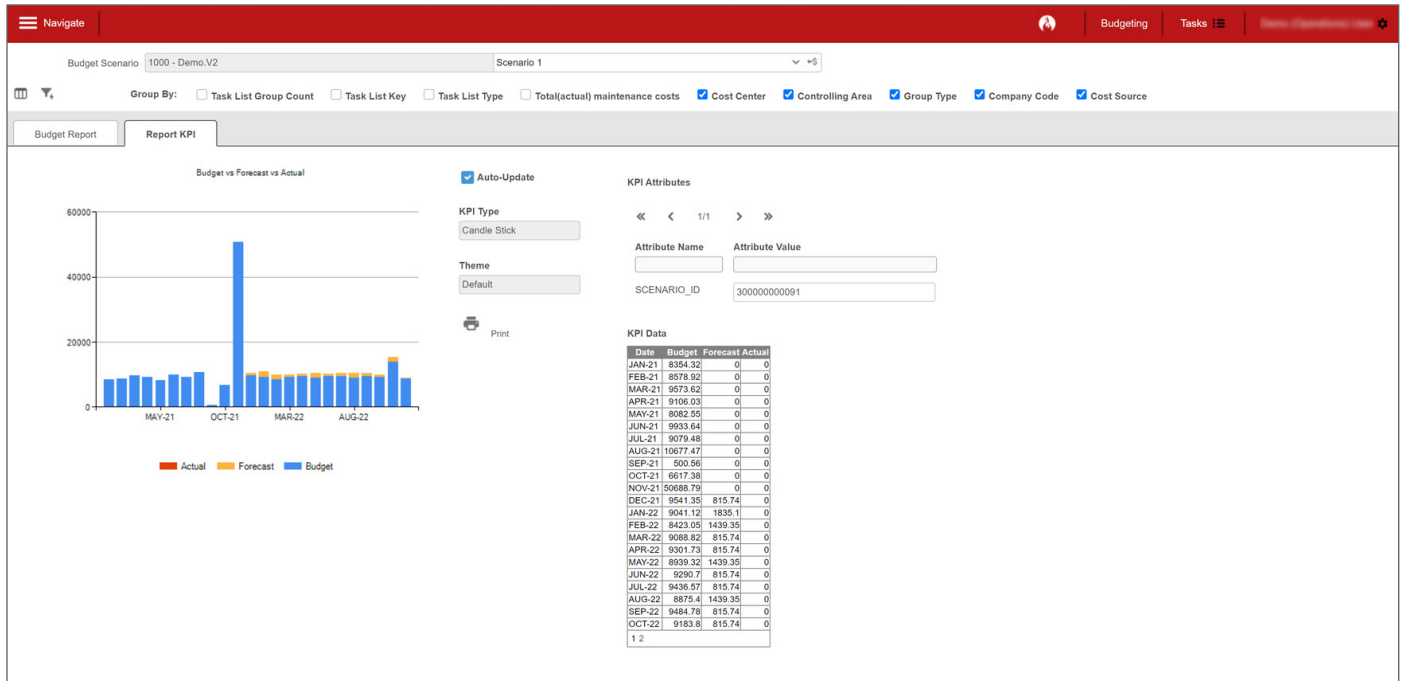 Navigate Budgeting Tasks
Budget Scenario 1000 - Demo.V2 Scenario 1
Group By: Task List Group Count Task List Key Task List Type Total(actual) maintenance costs Cost Center Controlling Area Group Type Company Code Cost Source
Budget Report Report KPI
Budget vs Forecast vs Actual
60000
40000
20000
0
MAY-21 OCT-21 MAR-22 AUG-22
Actual Forecast Budget
Auto-Update
KPI Type
Candle Stick
Theme
Default
Print
KPI Attributes
1/1
Attribute Name Attribute Value
SCENARIO_ID 300000000091
KPI Data
Date Budget Forecast Actual
JAN-21 8354.32 0 0
FEB-21 8578.92 0 0
MAR-21 9573.62 0 0
APR-21 9106.03 0 0
MAY-21 8082.55 0 0
JUN-21 9933.64 0 0
JUL-21 9079.48 0 0
AUG-21 10677.47 0 0
SEP-21 500.56 0 0
OCT-21 6617.38 0 0
NOV-21 50688.79 0 0
DEC-21 9541.35 815.74 0
JAN-22 9041.12 1835.1 0
FEB-22 8423.05 1439.35 0
MAR-22 9088.82 815.74 0
APR-22 9301.73 815.74 0
MAY-22 8939.32 1439.35 0
JUN-22 9290.7 815.74 0
JUL-22 9436.57 815.74 0
AUG-22 8875.4 1439.35 0
SEP-22 9484.78 815.74 0
OCT-22 9183.8 815.74 0
1 2